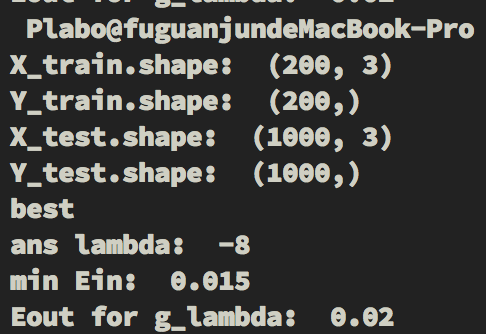 Eout for g_lambda:  0.02
 Plabo@fuguanjundeMacBook-Pro
X_train.shape:  (200, 3)
Y_train.shape:  (200,)
X_test.shape:  (1000, 3)
Y_test.shape:  (1000,)
best
ans lambda:  -8
min Ein:  0.015
Eout for g_lambda:  0.02